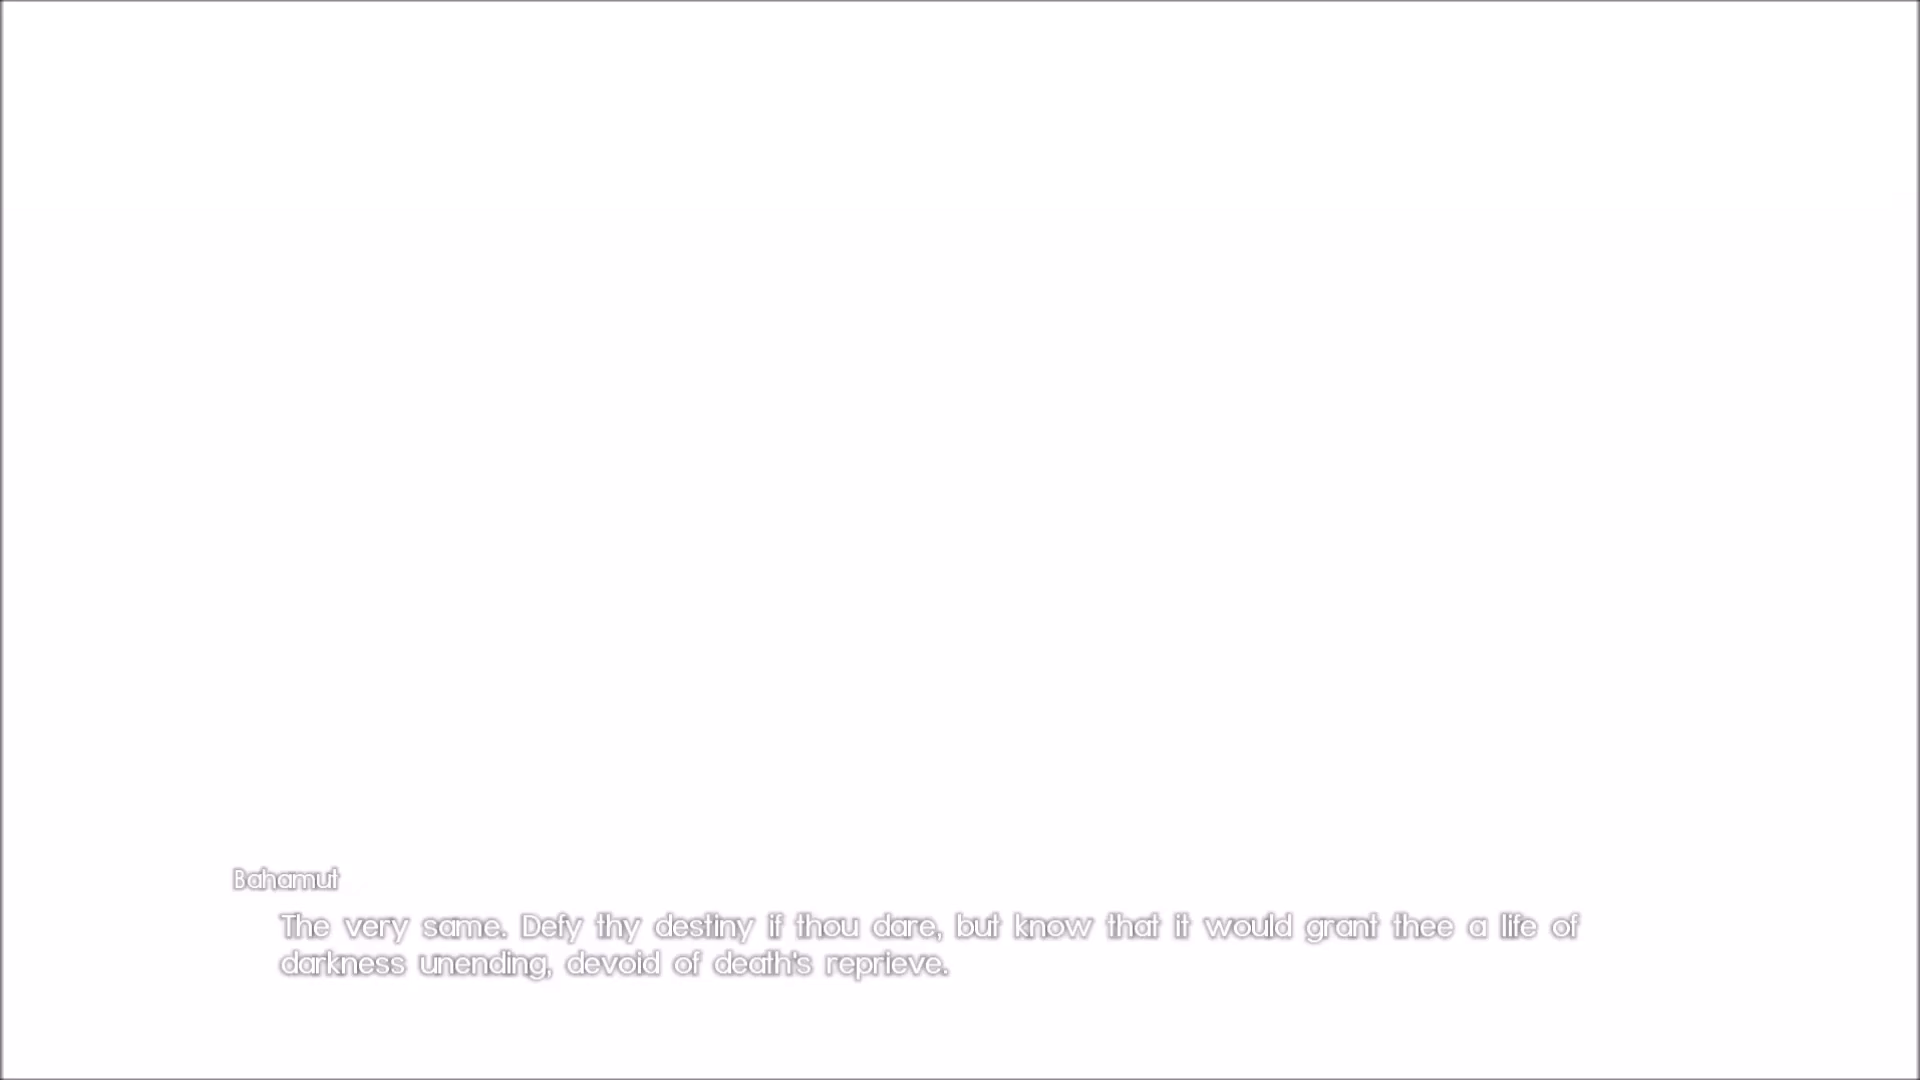 Bahamut
The very same. Defy thy destiny if thou dare, but know that it would grant thee a life of
darkness unending, devoid of death's reprieve.